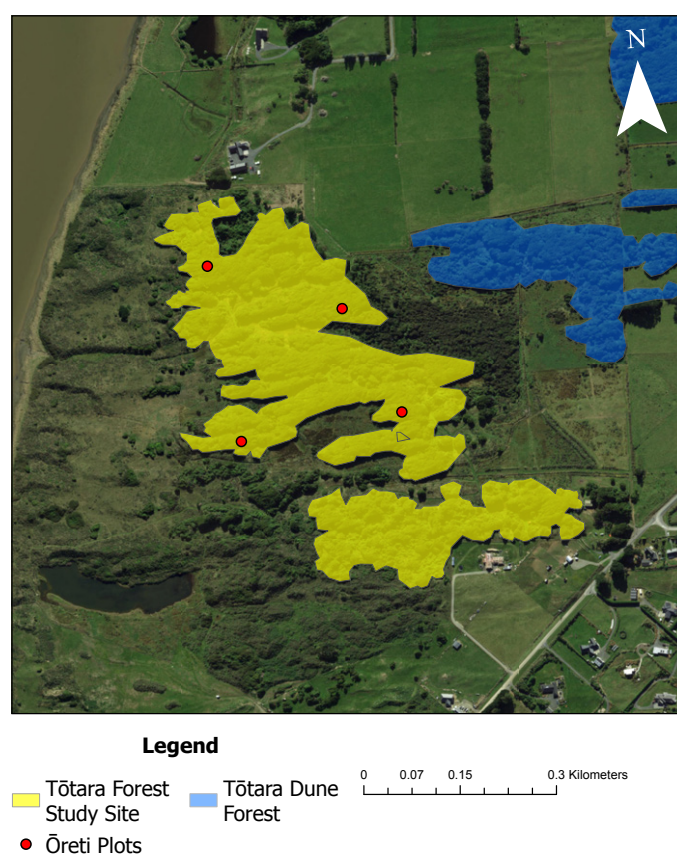 N
Legend
Tōtara Forest
Study Site
Tōtara Dune
Forest
Ōreti Plots
0 0.07 0.15 0.3 Kilometers